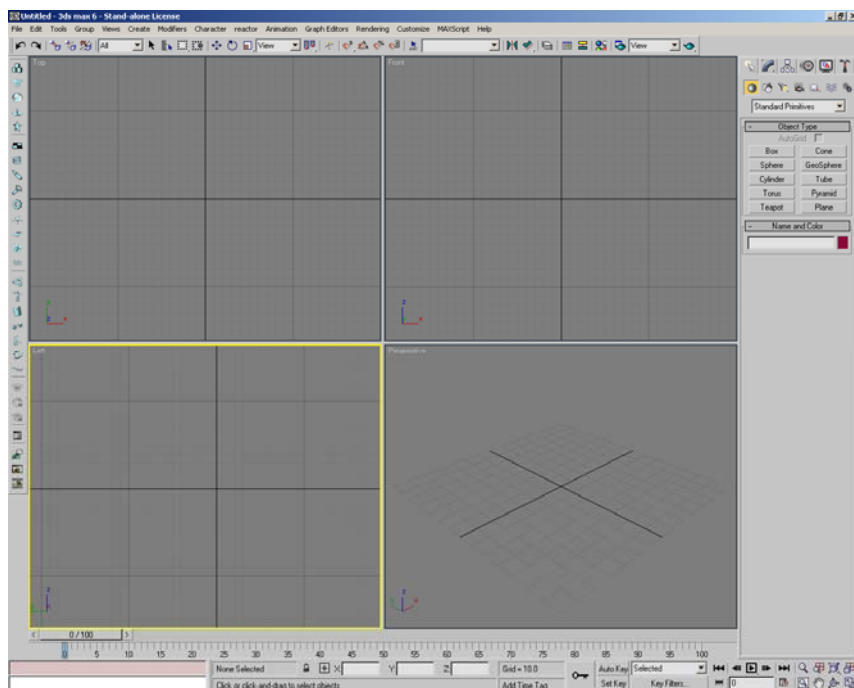 Untitled - 3ds max 6 - Stand-alone License
File Edit Tools Group Views Create Modifiers Character reactor Animation Graph Editors Rendering Customize MAXScript Help
All View View
Top Front
Standard Primitives
- Object Type
AutoGrid
Box Cone
Sphere GeoSphere
Cylinder Tube
Torus Pyramid
Teapot Plane
- Name and Color
Left Perspective
< 0 / 100 >
0 5 10 15 20 25 30 35 40 45 50 55 60 65 70 75 80 85 90 95 100
None Selected X Y Z Grid = 10.0 Auto Key Selected
Click or click-and-drag to select objects Add Time Tag Set Key Key Filters... 0